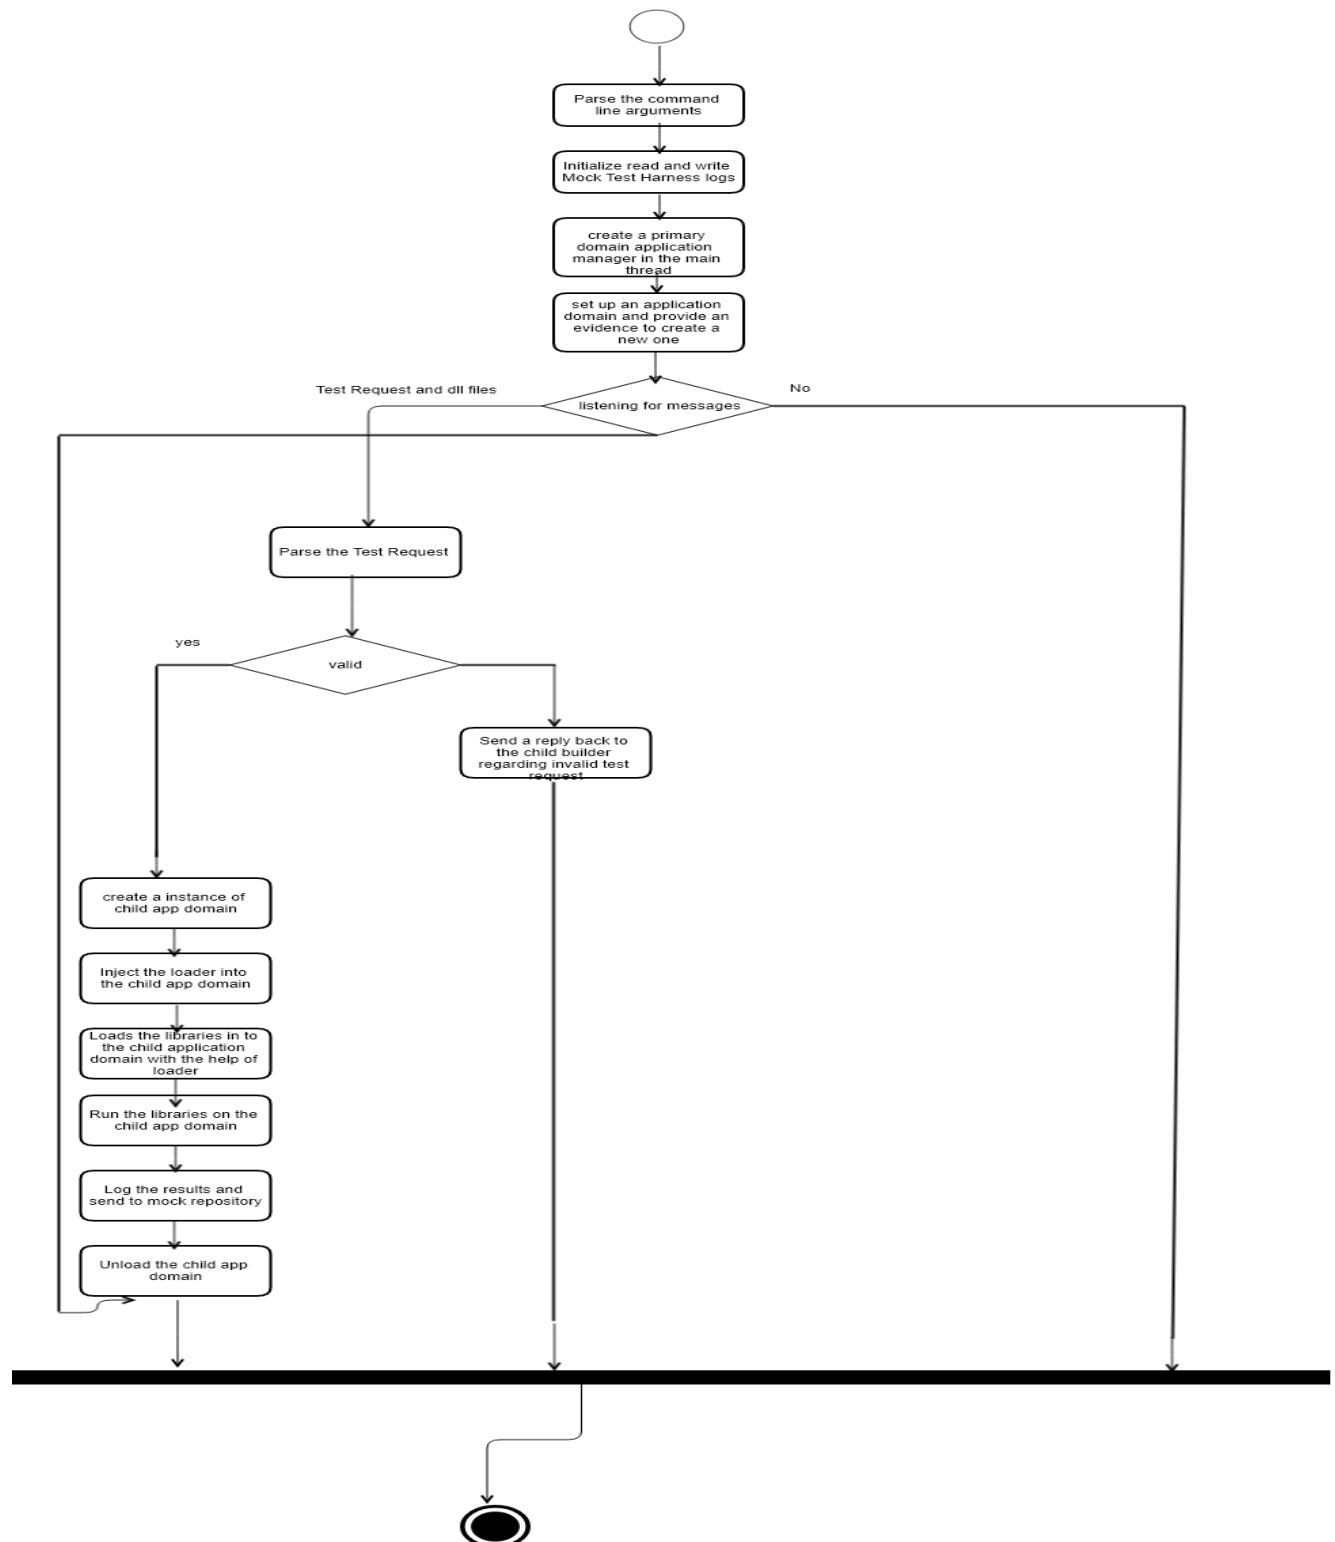 Parse the command
line arguments
Initialize read and write
Mock Test Harness logs
create a primary
domain application
manager in the main
thread
set up an application
domain and provide an
evidence to create a
new one
Test Request and dll files
No
listening for messages
Parse the Test Request
yes
valid
Send a reply back to
the child builder
regarding invalid test
request
create a instance of
child app domain
Inject the loader into
the child app domain
Loads the libraries in to
the child application
domain with the help of
loader
Run the libraries on the
child app domain
Log the results and
send to mock repository
Unload the child app
domain